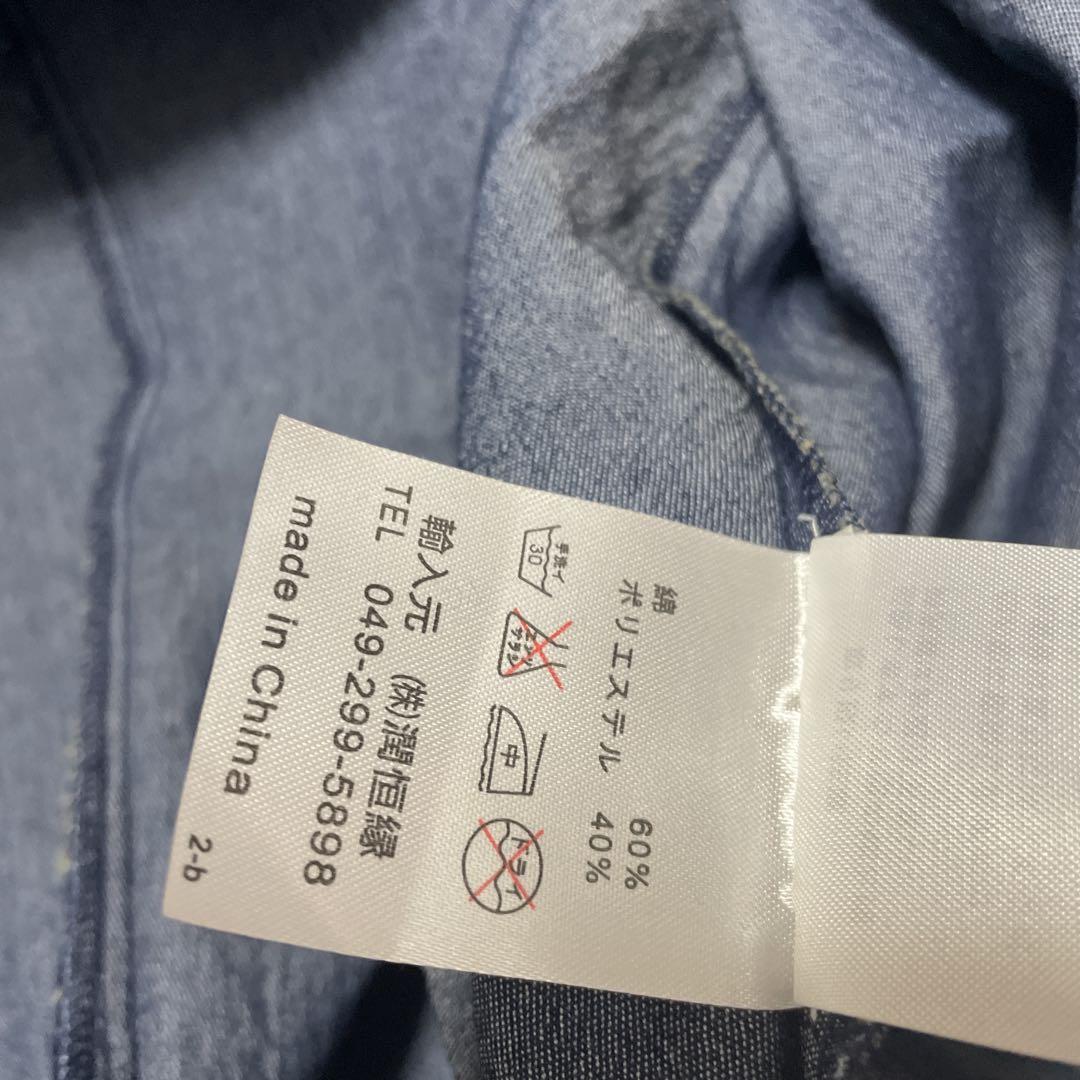 綿 60%
ポリエステル 40%
手洗イ
30
エンソ
サラシ
中
ドライ
輸入元 (株)潤恒縁
TEL 049-299-5898
made in China
2-b